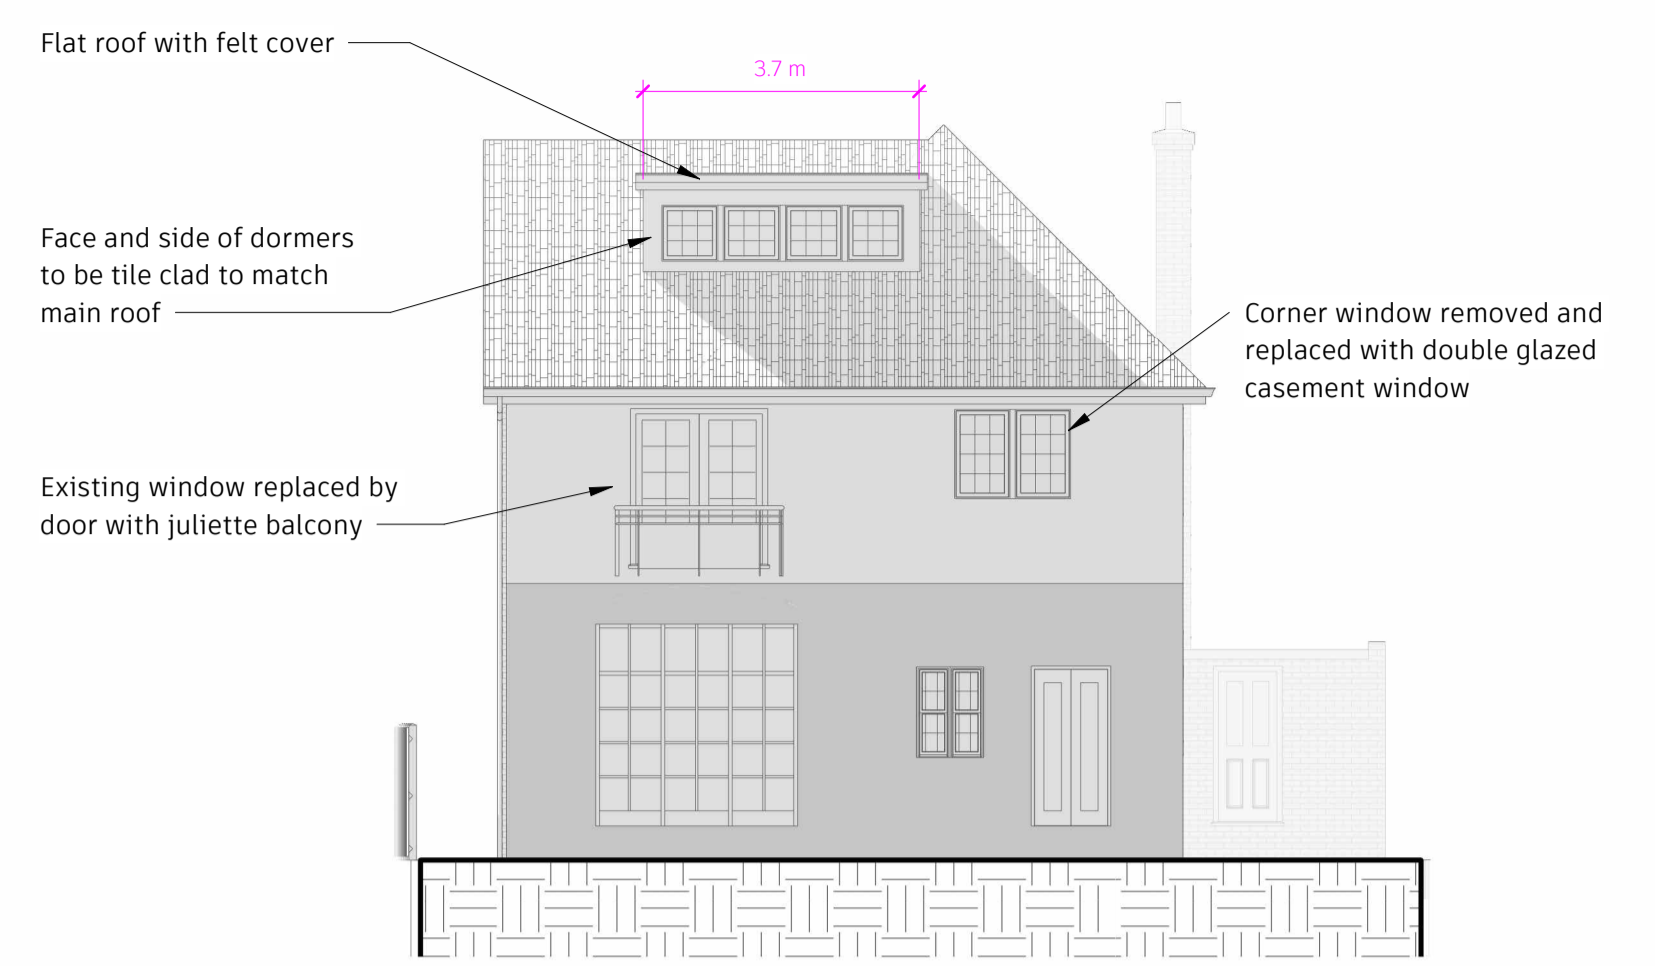 Flat roof with felt cover
3.7 m
Face and side of dormers
to be tile clad to match
main roof
Corner window removed and
replaced with double glazed
casement window
Existing window replaced by
door with juliette balcony